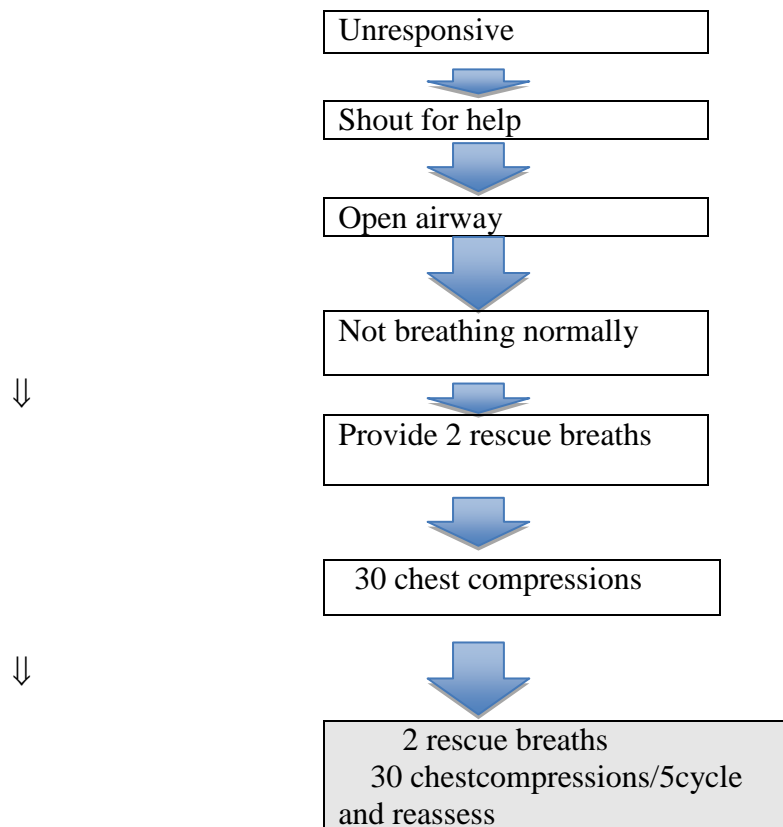 Unresponsive
Shout for help
Open airway
Not breathing normally
⇓
Provide 2 rescue breaths
30 chest compressions
⇓
2 rescue breaths
30 chestcompressions/5cycle
and reassess